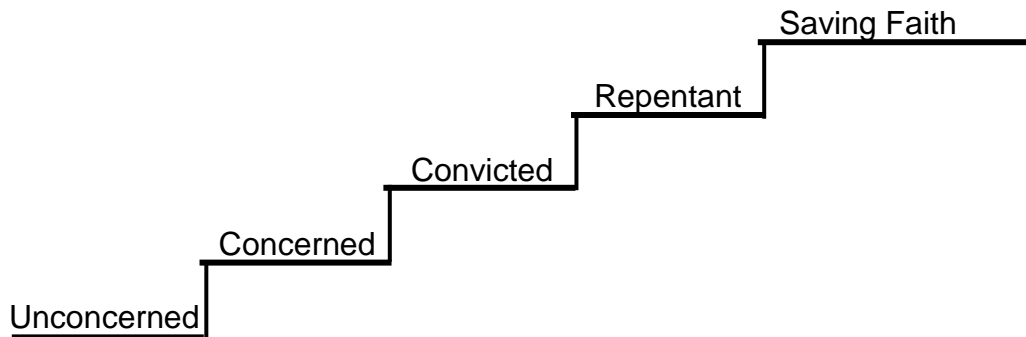 Saving Faith
Repentant
Convicted
Concerned
Unconcerned